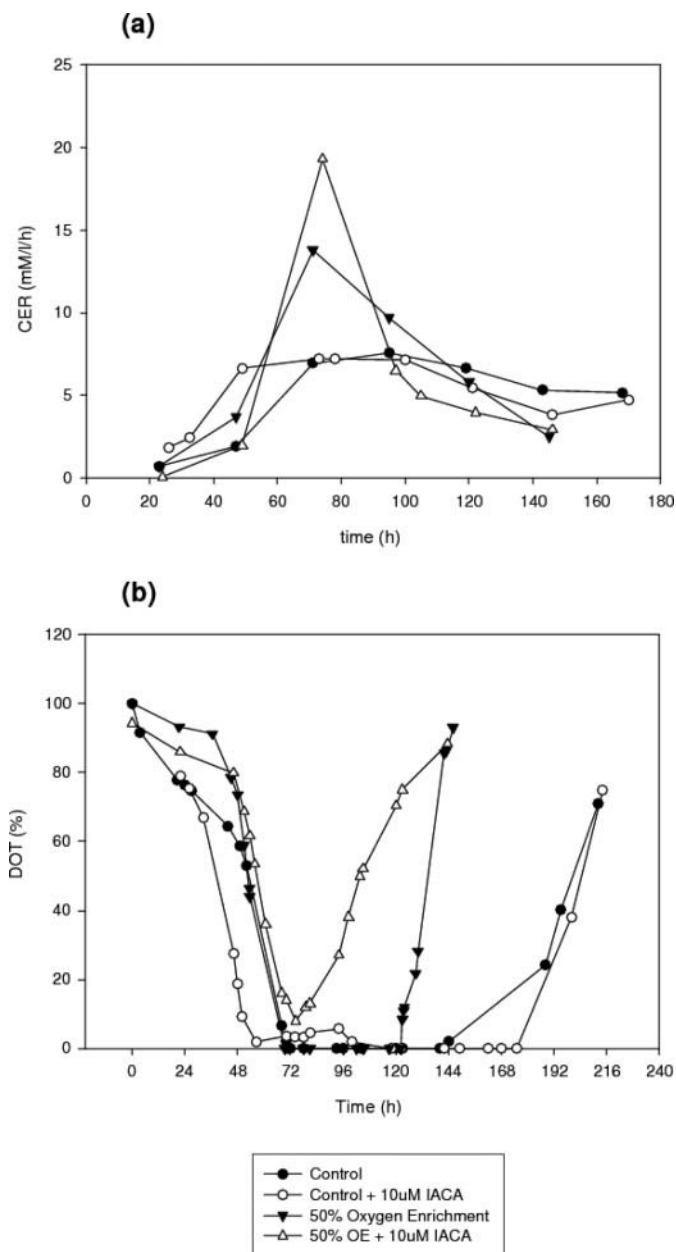 (a)
25
20
15
10
5
0
CER (mM/l/h)
0 20 40 60 80 100 120 140 160 180
time (h)
(b)
120
100
80
60
40
20
0
DOT (%)
0 24 48 72 96 120 144 168 192 216 240
Time (h)
Control
Control + 10uM IACA
50% Oxygen Enrichment
50% OE + 10uM IACA